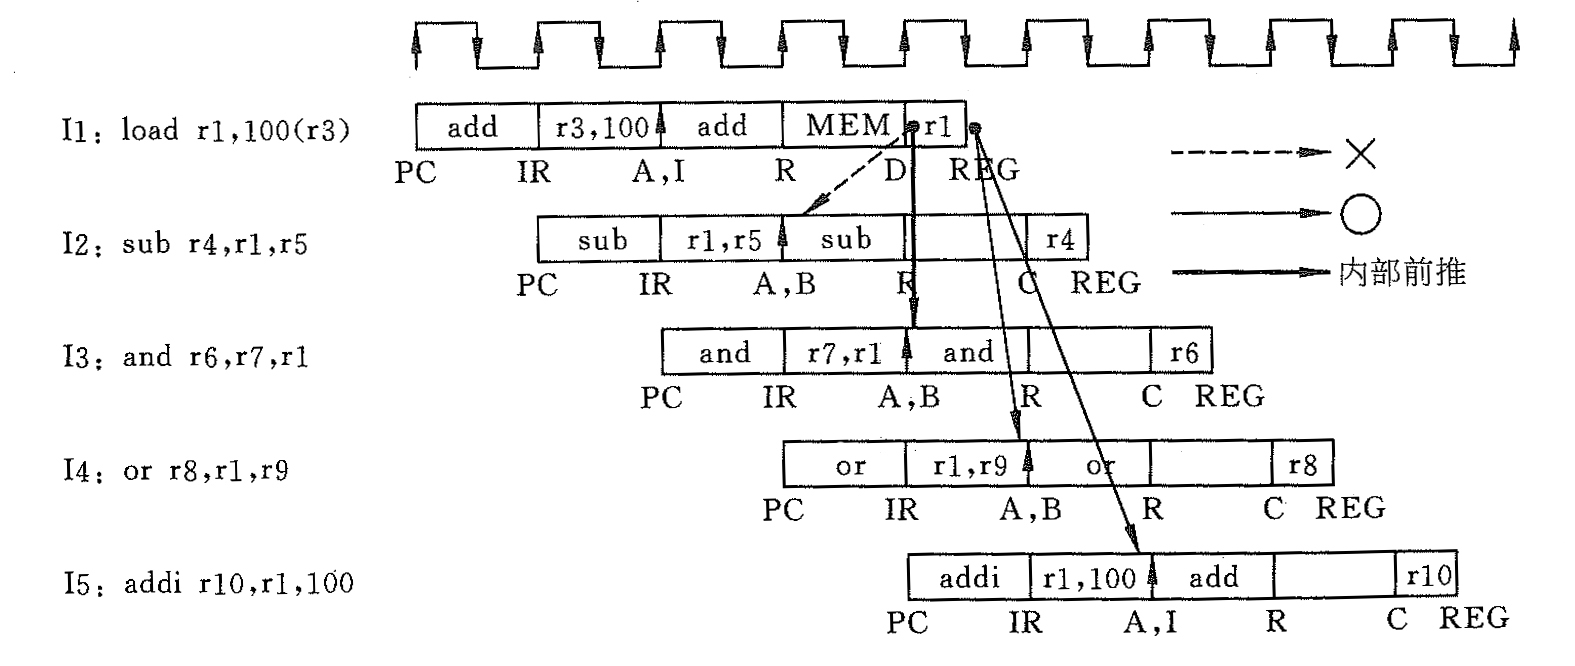 I1: load r1,100(r3)
add r3,100 add MEM r1
PC IR A,I R D REG
×
I2: sub r4,r1,r5
sub r1,r5 sub r4
PC IR A,B R C REG
内部前推
I3: and r6,r7,r1
and r7,r1 and r6
PC IR A,B R C REG
I4: or r8,r1,r9
or r1,r9 or r8
PC IR A,B R C REG
I5: addi r10,r1,100
addi r1,100 add r10
PC IR A,I R C REG